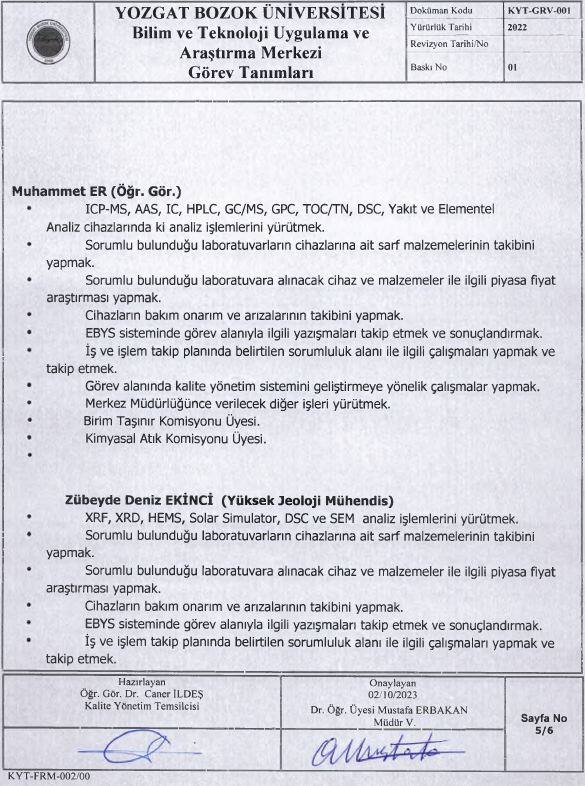 YOZGAT BOZOK ÜNİVERSİTESİ
Bilim ve Teknoloji Uygulama ve
Araştırma Merkezi
Görev Tanımları
Doküman Kodu KYT-GRV-001
Yürürlük Tarihi 2022
Revizyon Tarihi/No
Baskı No 01
Muhammet ER (Öğr. Gör.)
• ICP-MS, AAS, IC, HPLC, GC/MS, GPC, TOC/TN, DSC, Yakıt ve Elementel
Analiz cihazlarında ki analiz işlemlerini yürütmek.
• Sorumlu bulunduğu laboratuvarların cihazlarına ait sarf malzemelerinin takibini
yapmak.
• Sorumlu bulunduğu laboratuvara alınacak cihaz ve malzemeler ile ilgili piyasa fiyat
araştırması yapmak.
• Cihazların bakım onarım ve arızalarının takibini yapmak.
• EBYS sisteminde görev alanıyla ilgili yazışmaları takip etmek ve sonuçlandırmak.
• İş ve işlem takip planında belirtilen sorumluluk alanı ile ilgili çalışmaları yapmak ve
takip etmek.
• Görev alanında kalite yönetim sistemini geliştirmeye yönelik çalışmalar yapmak.
• Merkez Müdürlüğünce verilecek diğer işleri yürütmek.
• Birim Taşınır Komisyonu Üyesi.
• Kimyasal Atık Komisyonu Üyesi.
•
Zübeyde Deniz EKİNCİ (Yüksek Jeoloji Mühendis)
• XRF, XRD, HEMS, Solar Simulator, DSC ve SEM analiz işlemlerini yürütmek.
• Sorumlu bulunduğu laboratuvarların cihazlarına ait sarf malzemelerinin takibini
yapmak.
• Sorumlu bulunduğu laboratuvara alınacak cihaz ve malzemeler ile ilgili piyasa fiyat
araştırması yapmak.
• Cihazların bakım onarım ve arızalarının takibini yapmak.
• EBYS sisteminde görev alanıyla ilgili yazışmaları takip etmek ve sonuçlandırmak.
• İş ve işlem takip planında belirtilen sorumluluk alanı ile ilgili çalışmaları yapmak ve
takip etmek.
Hazırlayan
Öğr. Gör. Dr. Caner İLDEŞ
Kalite Yönetim Temsilcisi
Onaylayan
02/10/2023
Dr. Öğr. Üyesi Mustafa ERBAKAN
Müdür V.
Sayfa No
5/6
KYT-FRM-002/00